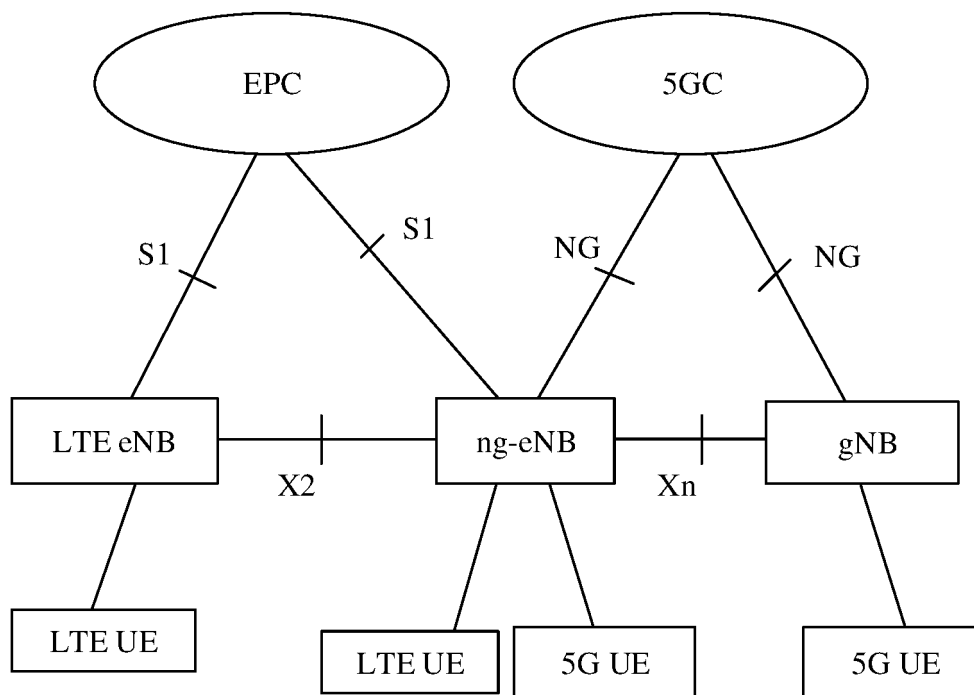 EPC
5GC
S1
S1
NG
NG
LTE eNB
ng-eNB
gNB
X2
Xn
LTE UE
LTE UE
5G UE
5G UE